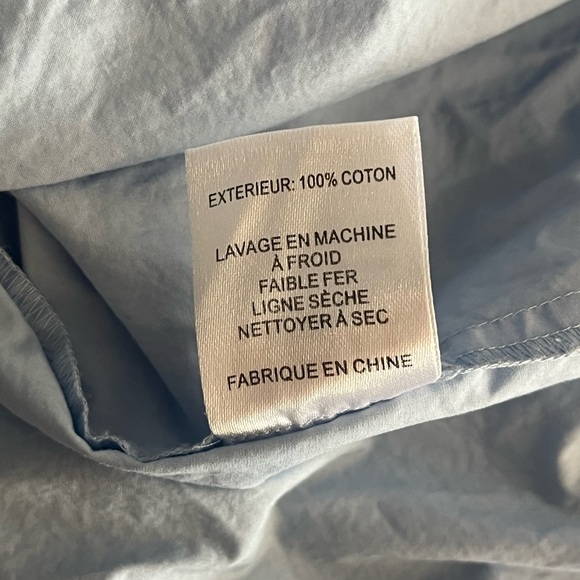 EXTERIEUR: 100% COTON
LAVAGE EN MACHINE
À FROID
FAIBLE FER
LIGNE SÈCHE
NETTOYER À SEC
FABRIQUE EN CHINE